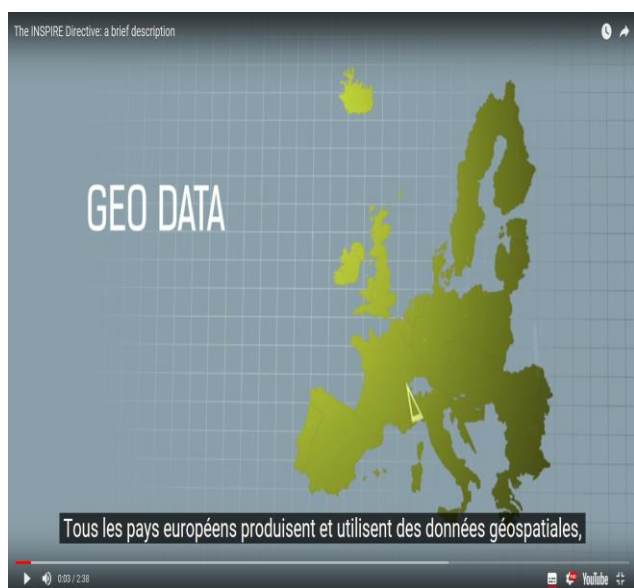 The INSPIRE Directive: a brief description
GEO DATA
Tous les pays européens produisent et utilisent des données géospatiales,
0:03 / 2:38
YouTube